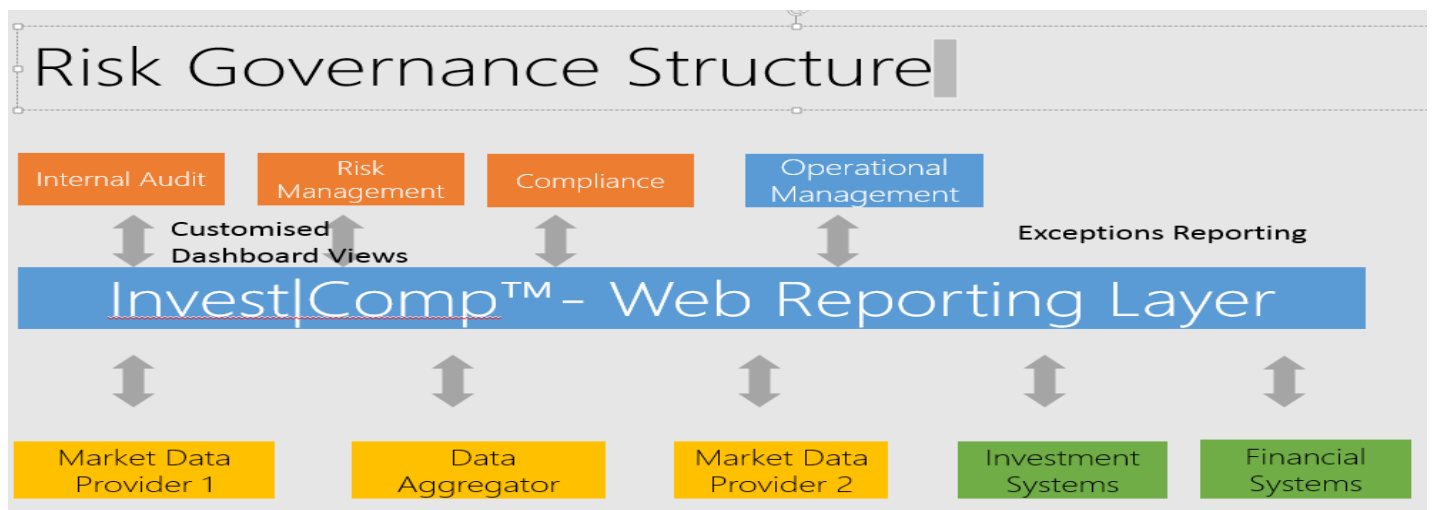 Risk Governance Structure
Internal Audit
Risk
Management
Compliance
Operational
Management
Customised
Dashboard Views
Exceptions Reporting
Invest|Comp™- Web Reporting Layer
Market Data
Provider 1
Data
Aggregator
Market Data
Provider 2
Investment
Systems
Financial
Systems